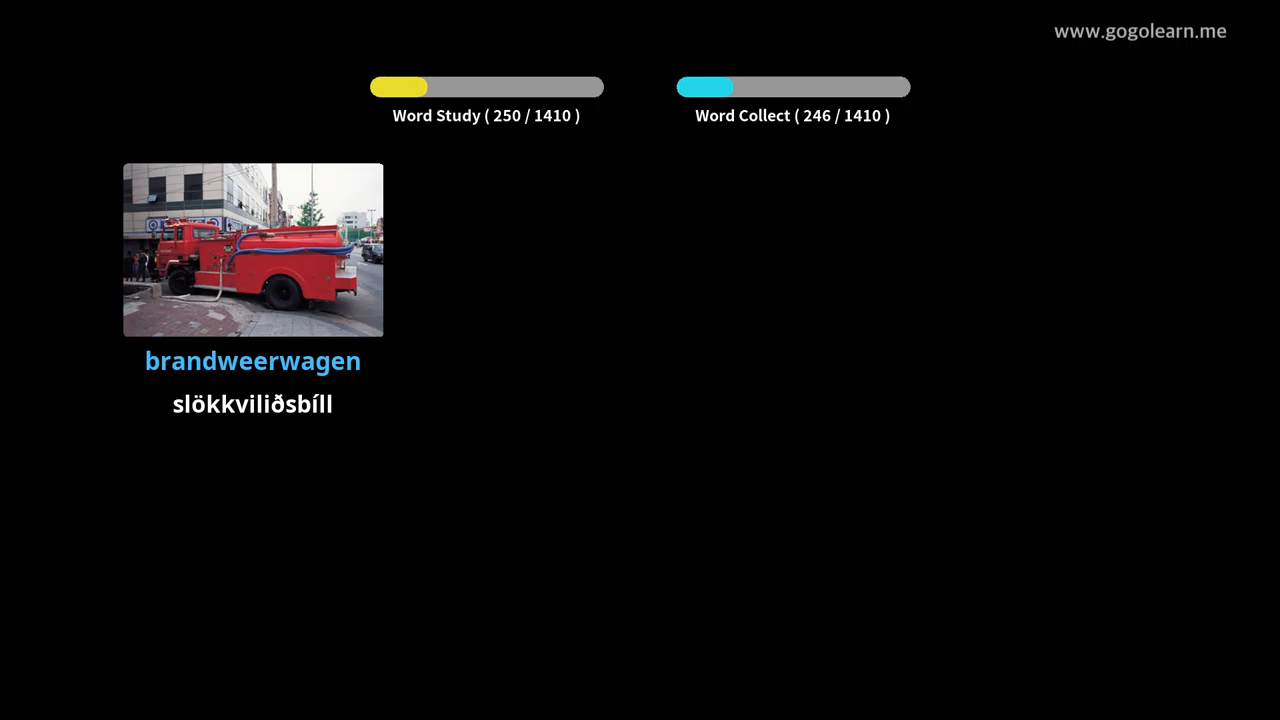 www.gogolearn.me
Word Study ( 250 / 1410 )
Word Collect ( 246 / 1410 )
brandweerwagen
slökkviliðsbíll